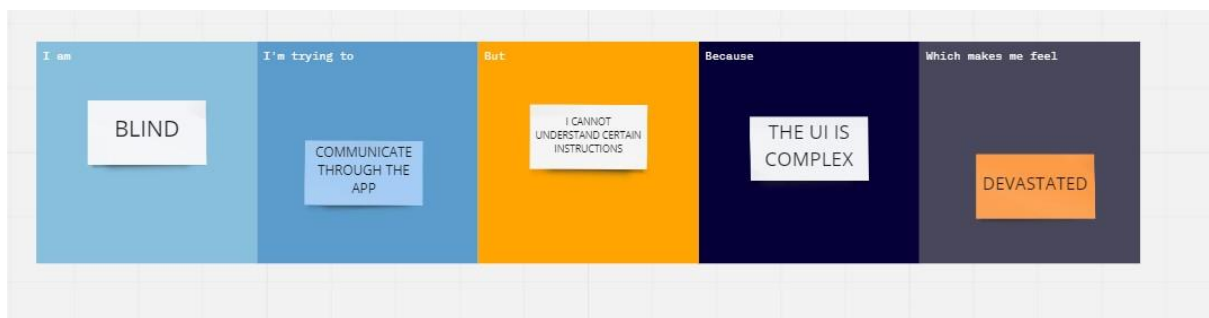 I am
BLIND
I'm trying to
COMMUNICATE
THROUGH THE
APP
But
I CANNOT
UNDERSTAND CERTAIN
INSTRUCTIONS
Because
THE UI IS
COMPLEX
Which makes me feel
DEVASTATED